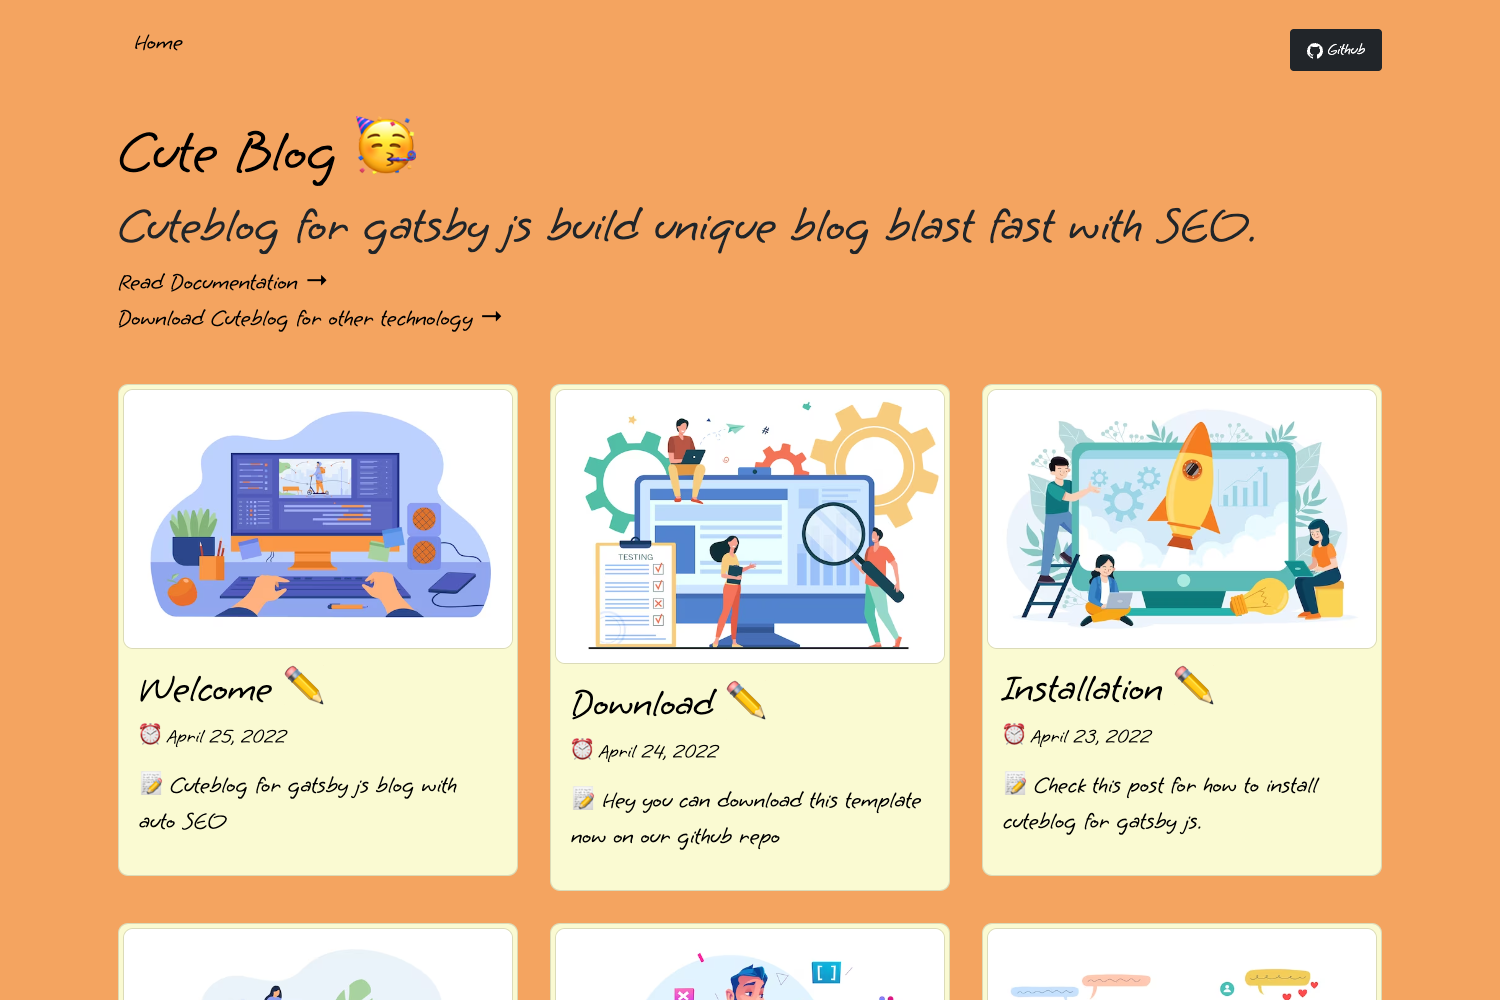 Home
Github
Cute Blog 🥳
Cuteblog for gatsby js build unique blog blast fast with SEO.
Read Documentation →
Download Cuteblog for other technology →
TESTING
#
[ ]
Welcome ✏️
⏰ April 25, 2022
📝 Cuteblog for gatsby js blog with
auto SEO
Download ✏️
⏰ April 24, 2022
📝 Hey you can download this template
now on our github repo
Installation ✏️
⏰ April 23, 2022
📝 Check this post for how to install
cuteblog for gatsby js.